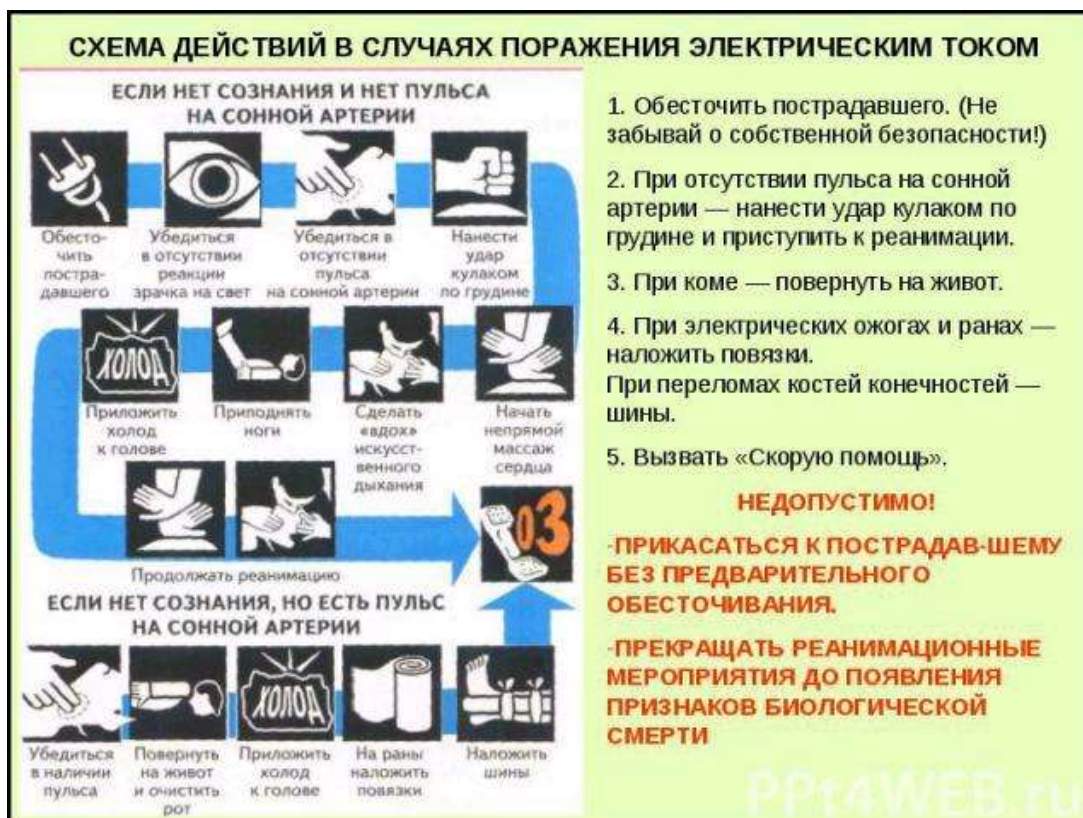 СХЕМА ДЕЙСТВИЙ В СЛУЧАЯХ ПОРАЖЕНИЯ ЭЛЕКТРИЧЕСКИМ ТОКОМ
ЕСЛИ НЕТ СОЗНАНИЯ И НЕТ ПУЛЬСА
НА СОННОЙ АРТЕРИИ
Обесто-
чить
постра-
давшего
Убедиться
в отсутствии
реакции
зрачка на свет
Убедиться в
отсутствии
пульса
на сонной артерии
Нанести
удар
кулаком
по грудине
ХОЛОД
Приложить
холод
к голове
Приподнять
ноги
Сделать
«вдох»
искусст-
венного
дыхания
Начать
непрямой
массаж
сердца
03
Продолжать реанимацию
ЕСЛИ НЕТ СОЗНАНИЯ, НО ЕСТЬ ПУЛЬС
НА СОННОЙ АРТЕРИИ
ХОЛОД
Убедиться
в наличии
пульса
Повернуть
на живот
и очистить
рот
Приложить
холод
к голове
На раны
наложить
повязки
Наложить
шины
1. Обесточить пострадавшего. (Не
забывай о собственной безопасности!)
2. При отсутствии пульса на сонной
артерии — нанести удар кулаком по
грудине и приступить к реанимации.
3. При коме — повернуть на живот.
4. При электрических ожогах и ранах —
наложить повязки.
При переломах костей конечностей —
шины.
5. Вызвать «Скорую помощь».
НЕДОПУСТИМО!
-ПРИКАСАТЬСЯ К ПОСТРАДАВ-ШЕМУ
БЕЗ ПРЕДВАРИТЕЛЬНОГО
ОБЕСТОЧИВАНИЯ.
-ПРЕКРАЩАТЬ РЕАНИМАЦИОННЫЕ
МЕРОПРИЯТИЯ ДО ПОЯВЛЕНИЯ
ПРИЗНАКОВ БИОЛОГИЧЕСКОЙ
СМЕРТИ
PPt4WEB.ru